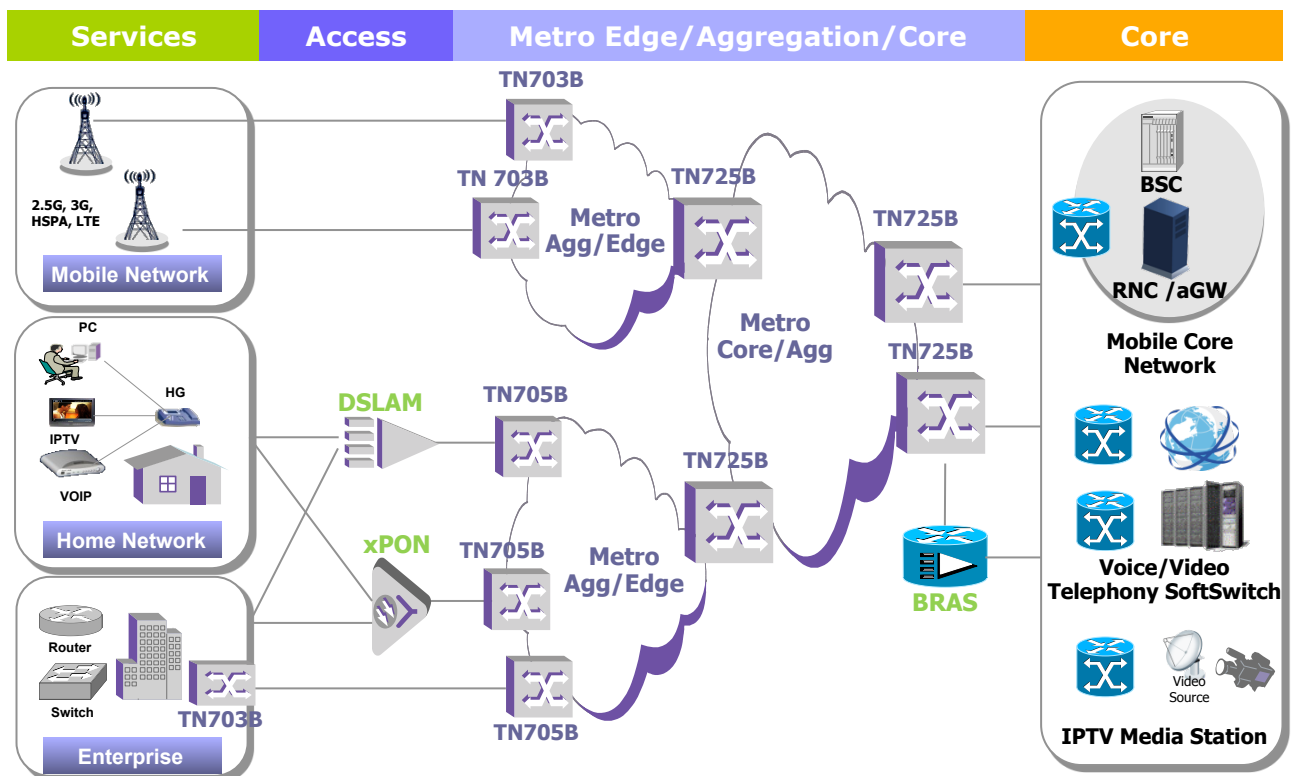 Services
Access
Metro Edge/Aggregation/Core
Core
TN703B
TN 703B
TN725B
Metro
Agg/Edge
2.5G, 3G,
HSPA, LTE
Mobile Network
PC
HG
IPTV
VOIP
Home Network
Router
Switch
TN703B
Enterprise
DSLAM
xPON
TN705B
TN705B
TN705B
Metro
Agg/Edge
TN725B
Metro
Core/Agg
TN725B
TN725B
BRAS
BSC
RNC /aGW
Mobile Core
Network
Voice/Video
Telephony SoftSwitch
Video
Source
IPTV Media Station